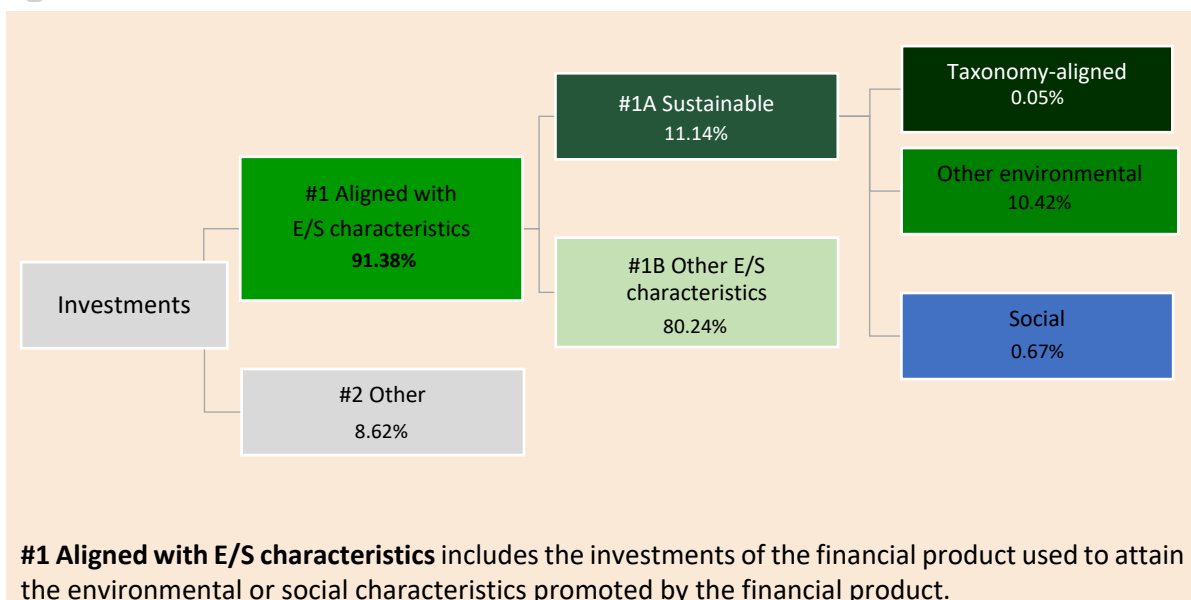 Investments
#1 Aligned with
E/S characteristics
91.38%
#2 Other
8.62%
#1A Sustainable
11.14%
#1B Other E/S
characteristics
80.24%
Taxonomy-aligned
0.05%
Other environmental
10.42%
Social
0.67%
#1 Aligned with E/S characteristics includes the investments of the financial product used to attain
the environmental or social characteristics promoted by the financial product.